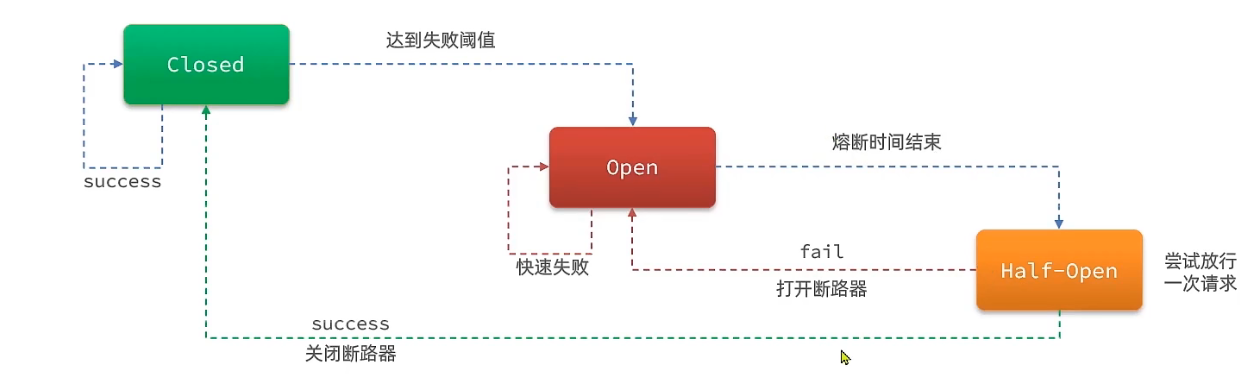 达到失败阈值
Closed
熔断时间结束
Open
success
fail
尝试放行
一次请求
Half-Open
快速失败
打开断路器
success
关闭断路器